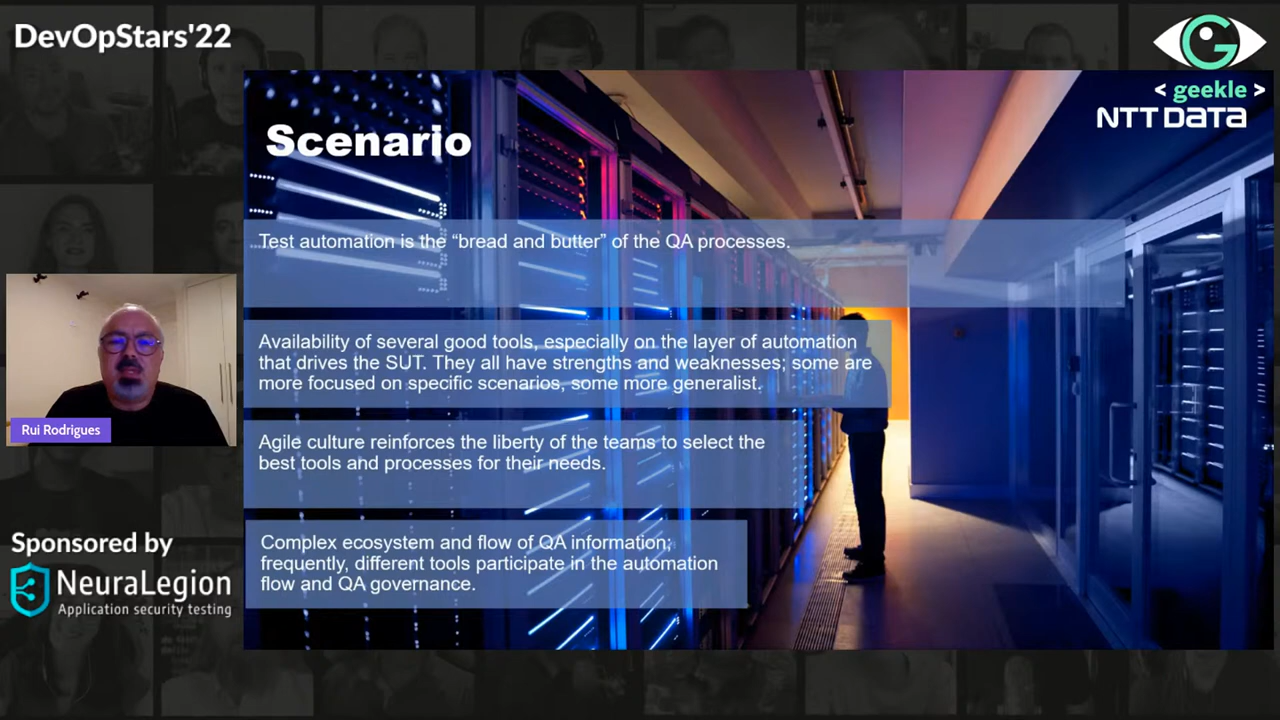 DevOpStars'22
G
< geekle >
NTT DATA
Scenario
Test automation is the “bread and butter” of the QA processes.
Availability of several good tools, especially on the layer of automation
that drives the SUT. They all have strengths and weaknesses; some are
more focused on specific scenarios, some more generalist.
Agile culture reinforces the liberty of the teams to select the
best tools and processes for their needs.
Complex ecosystem and flow of QA information;
frequently, different tools participate in the automation
flow and QA governance.
Rui Rodrigues
Sponsored by
NeuraLegion
Application security testing